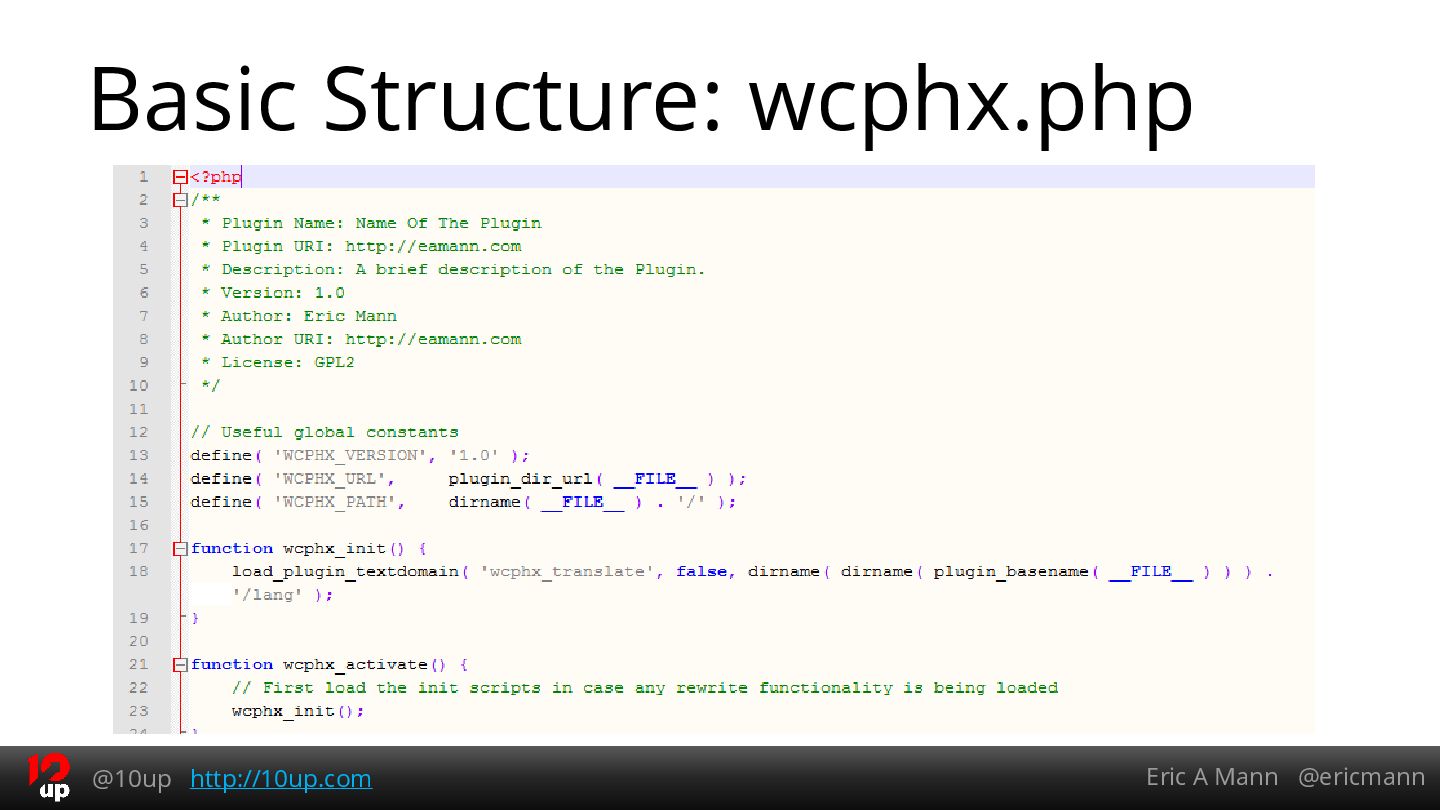 Basic Structure: wcphx.php
1 <?php
2 /**
3  * Plugin Name: Name Of The Plugin
4  * Plugin URI: http://eamann.com
5  * Description: A brief description of the Plugin.
6  * Version: 1.0
7  * Author: Eric Mann
8  * Author URI: http://eamann.com
9  * License: GPL2
10  */
11
12 // Useful global constants
13 define( 'WCPHX_VERSION', '1.0' );
14 define( 'WCPHX_URL',     plugin_dir_url( __FILE__ ) );
15 define( 'WCPHX_PATH',    dirname( __FILE__ ) . '/' );
16
17 function wcphx_init() {
18     load_plugin_textdomain( 'wcphx_translate', false, dirname( dirname( plugin_basename( __FILE__ ) ) ) .
    '/lang' );
19 }
20
21 function wcphx_activate() {
22     // First load the init scripts in case any rewrite functionality is being loaded
23     wcphx_init();
24 }
10up @10up http://10up.com Eric A Mann @ericmann